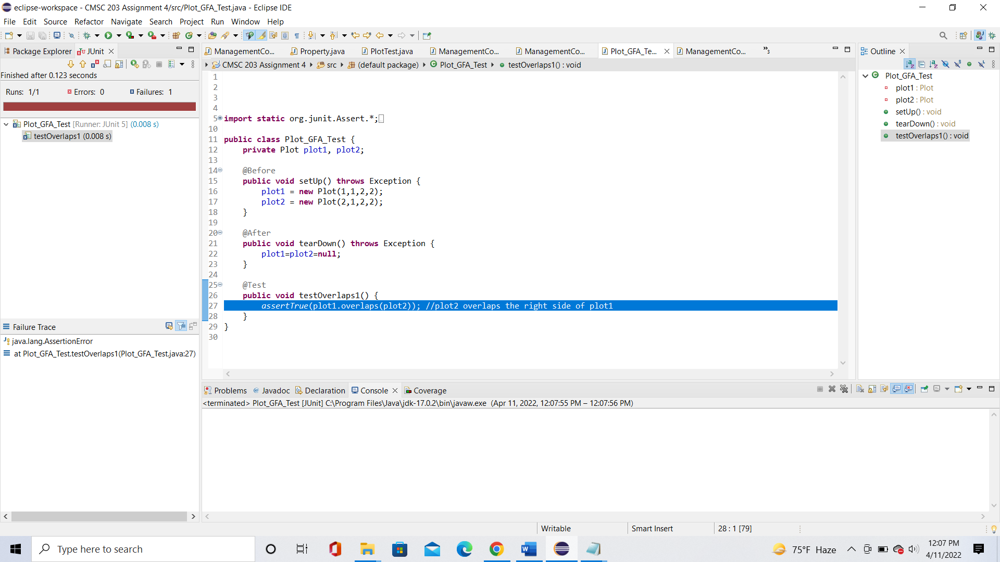 eclipse-workspace - CMSC 203 Assignment 4/src/Plot_GFA_Test.java - Eclipse IDE
File Edit Source Refactor Navigate Search Project Run Window Help
Package Explorer JUnit
Finished after 0.123 seconds
Runs: 1/1 Errors: 0 Failures: 1
Plot_GFA_Test [Runner: JUnit 5] (0.008 s)
testOverlaps1 (0.008 s)
Failure Trace
java.lang.AssertionError
at Plot_GFA_Test.testOverlaps1(Plot_GFA_Test.java:27)
ManagementCo... Property.java PlotTest.java ManagementCo... ManagementCo... Plot_GFA_Te... ManagementCo... »3
CMSC 203 Assignment 4 src (default package) Plot_GFA_Test testOverlaps1() : void
1
2
3
4
5 import static org.junit.Assert.*;
10
11 public class Plot_GFA_Test {
12 private Plot plot1, plot2;
13
14 @Before
15 public void setUp() throws Exception {
16 plot1 = new Plot(1,1,2,2);
17 plot2 = new Plot(2,1,2,2);
18 }
19
20 @After
21 public void tearDown() throws Exception {
22 plot1=plot2=null;
23 }
24
25 @Test
26 public void testOverlaps1() {
27 assertTrue(plot1.overlaps(plot2)); //plot2 overlaps the right side of plot1
28 }
29 }
30
Outline
Plot_GFA_Test
plot1 : Plot
plot2 : Plot
setUp() : void
tearDown() : void
testOverlaps1() : void
Problems @ Javadoc Declaration Console Coverage
<terminated> Plot_GFA_Test [JUnit] C:\Program Files\Java\jdk-17.0.2\bin\javaw.exe (Apr 11, 2022, 12:07:55 PM – 12:07:56 PM)
Writable Smart Insert 28 : 1 [79]
Type here to search
75°F Haze
12:07 PM
4/11/2022